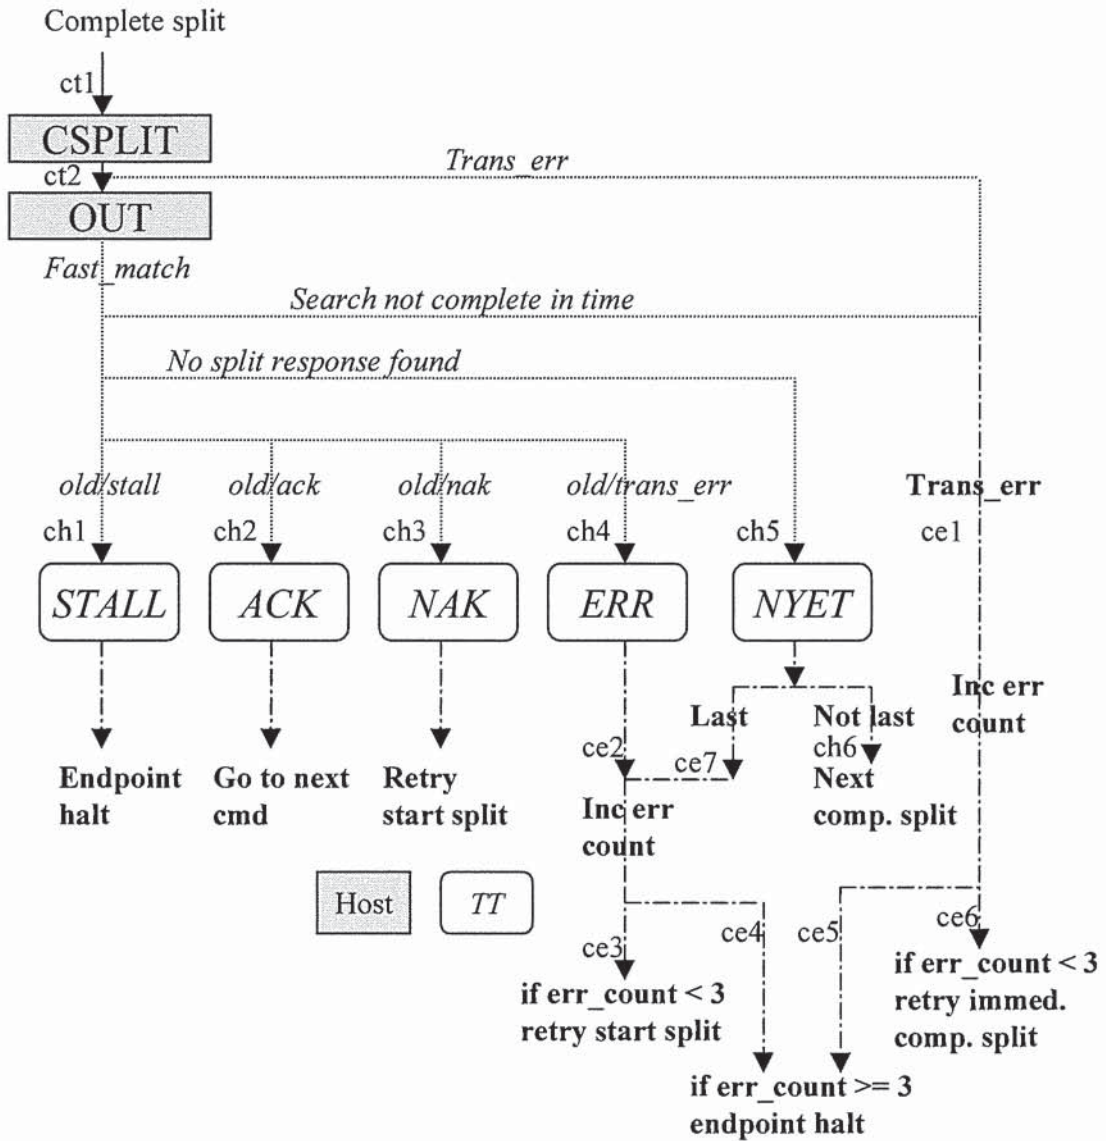 Complete split
ct1
CSPLIT
ct2
Trans_err
OUT
Fast_match
Search not complete in time
No split response found
old/stall
old/ack
old/nak
old/trans_err
Trans_err
ch1
ch2
ch3
ch4
ch5
ce1
STALL
ACK
NAK
ERR
NYET
Inc err
count
Last
Not last
ce2
ce7
ch6
Endpoint
halt
Go to next
cmd
Retry
start split
Inc err
count
Next
comp. split
Host
TT
ce3
ce4
ce5
ce6
if err_count < 3
retry start split
if err_count < 3
retry immed.
comp. split
if err_count >= 3
endpoint halt